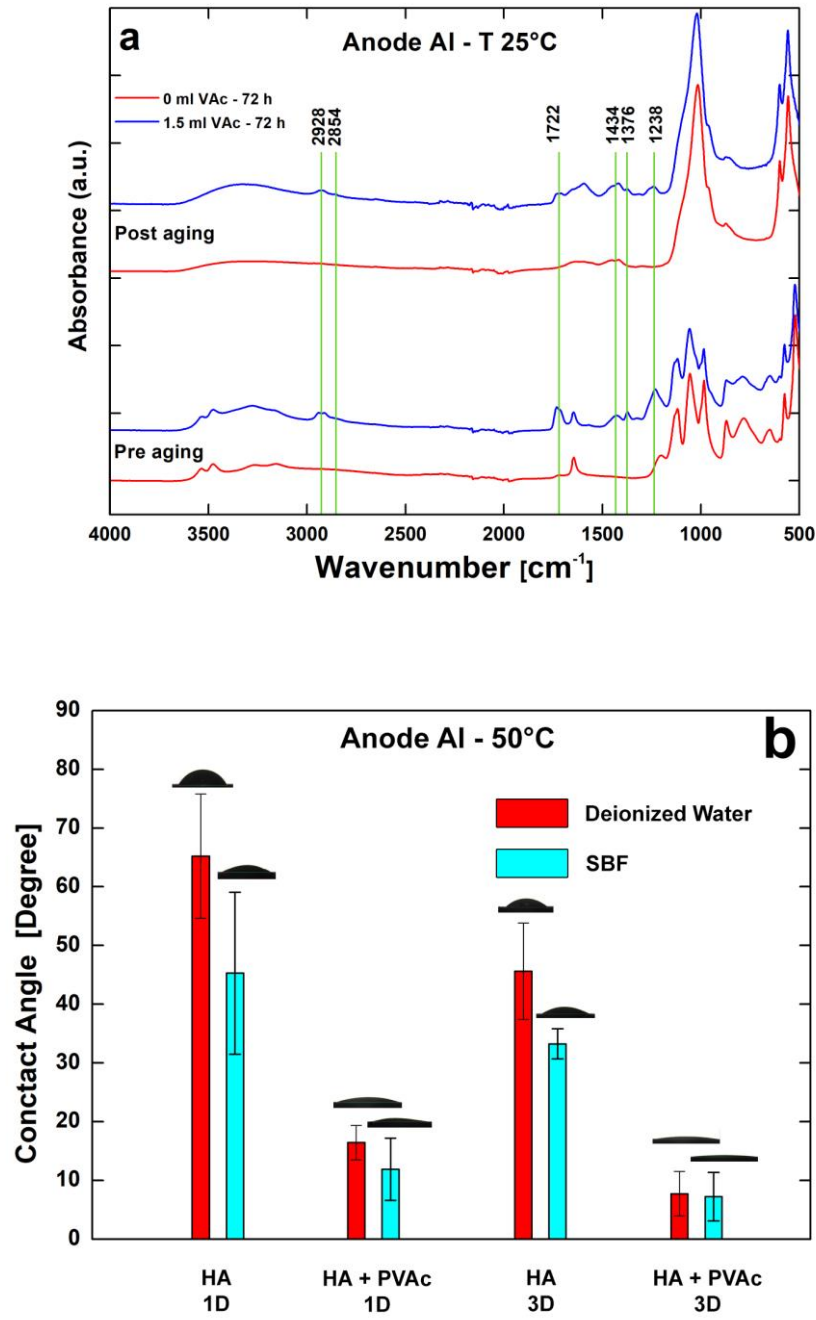 a
Anode Al - T 25°C
0 ml VAc - 72 h
1.5 ml VAc - 72 h
2928
2854
1722
1434
1376
1238
Post aging
Pre aging
Absorbance (a.u.)
4000 3500 3000 2500 2000 1500 1000 500
Wavenumber [cm-1]
b
Anode Al - 50°C
Deionized Water
SBF
Conctact Angle [Degree]
90
80
70
60
50
40
30
20
10
0
HA HA + PVAc HA HA + PVAc
1D 1D 3D 3D